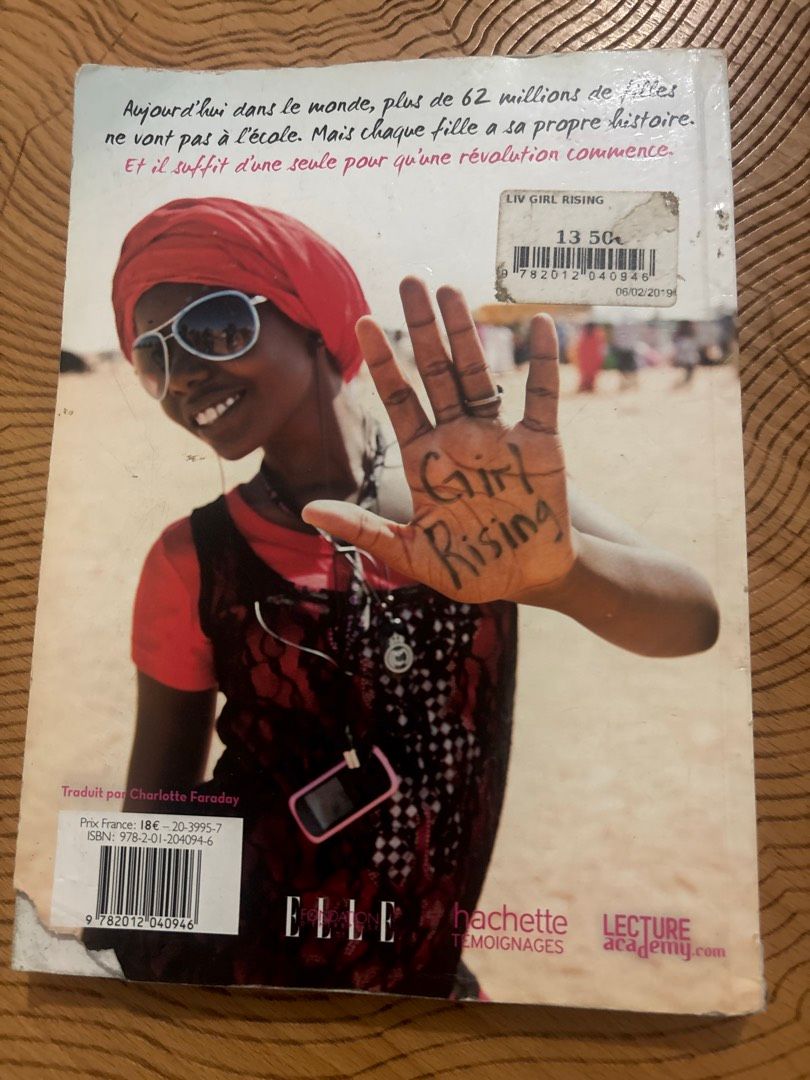 Aujourd'hui dans le monde, plus de 62 millions de filles
ne vont pas à l'école. Mais chaque fille a sa propre histoire.
Et il suffit d'une seule pour qu'une révolution commence.
LIV GIRL RISING
13 50€
9 782012 040946
06/02/2019
Girl
Rising
Traduit par Charlotte Faraday
Prix France: 18€ – 20-3995-7
ISBN: 978-2-01-204094-6
9 782012 040946
ELLE
FONDATION
hachette
TÉMOIGNAGES
LECTURE
academy.com